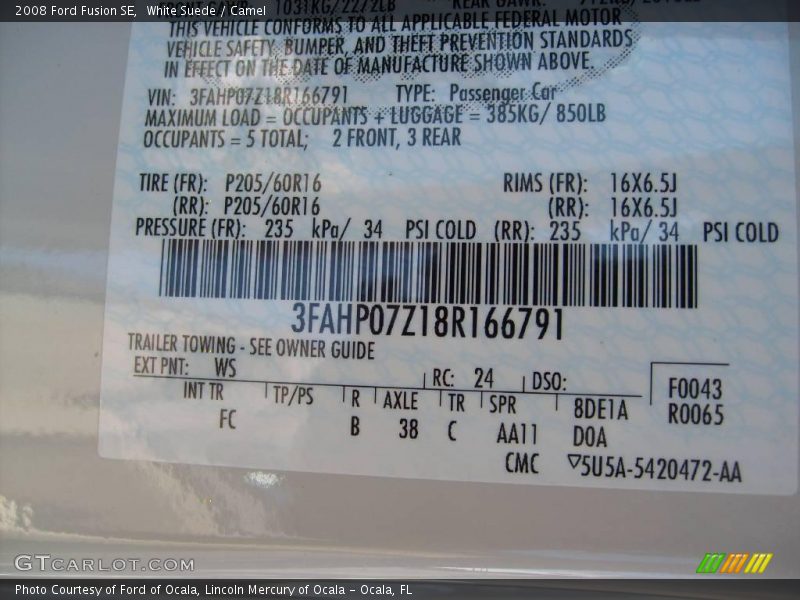 2008 Ford Fusion SE, White Suede / Camel
1031KG/2272LB
THIS VEHICLE CONFORMS TO ALL APPLICABLE FEDERAL MOTOR
VEHICLE SAFETY, BUMPER, AND THEFT PREVENTION STANDARDS
IN EFFECT ON THE DATE OF MANUFACTURE SHOWN ABOVE.
VIN: 3FAHP07Z18R166791 TYPE: Passenger Car
MAXIMUM LOAD = OCCUPANTS + LUGGAGE = 385KG/ 850LB
OCCUPANTS = 5 TOTAL; 2 FRONT, 3 REAR
TIRE (FR): P205/60R16 RIMS (FR): 16X6.5J
(RR): P205/60R16 (RR): 16X6.5J
PRESSURE (FR): 235 kPa/ 34 PSI COLD (RR): 235 kPa/ 34 PSI COLD
3FAHP07Z18R166791
TRAILER TOWING - SEE OWNER GUIDE
EXT PNT: WS RC: 24 DSO:
INT TR TP/PS R AXLE TR SPR 8DE1A F0043
FC B 38 C AA11 D0A R0065
CMC ▽5U5A-5420472-AA
GTCARLOT.COM
Photo Courtesy of Ford of Ocala, Lincoln Mercury of Ocala – Ocala, FL